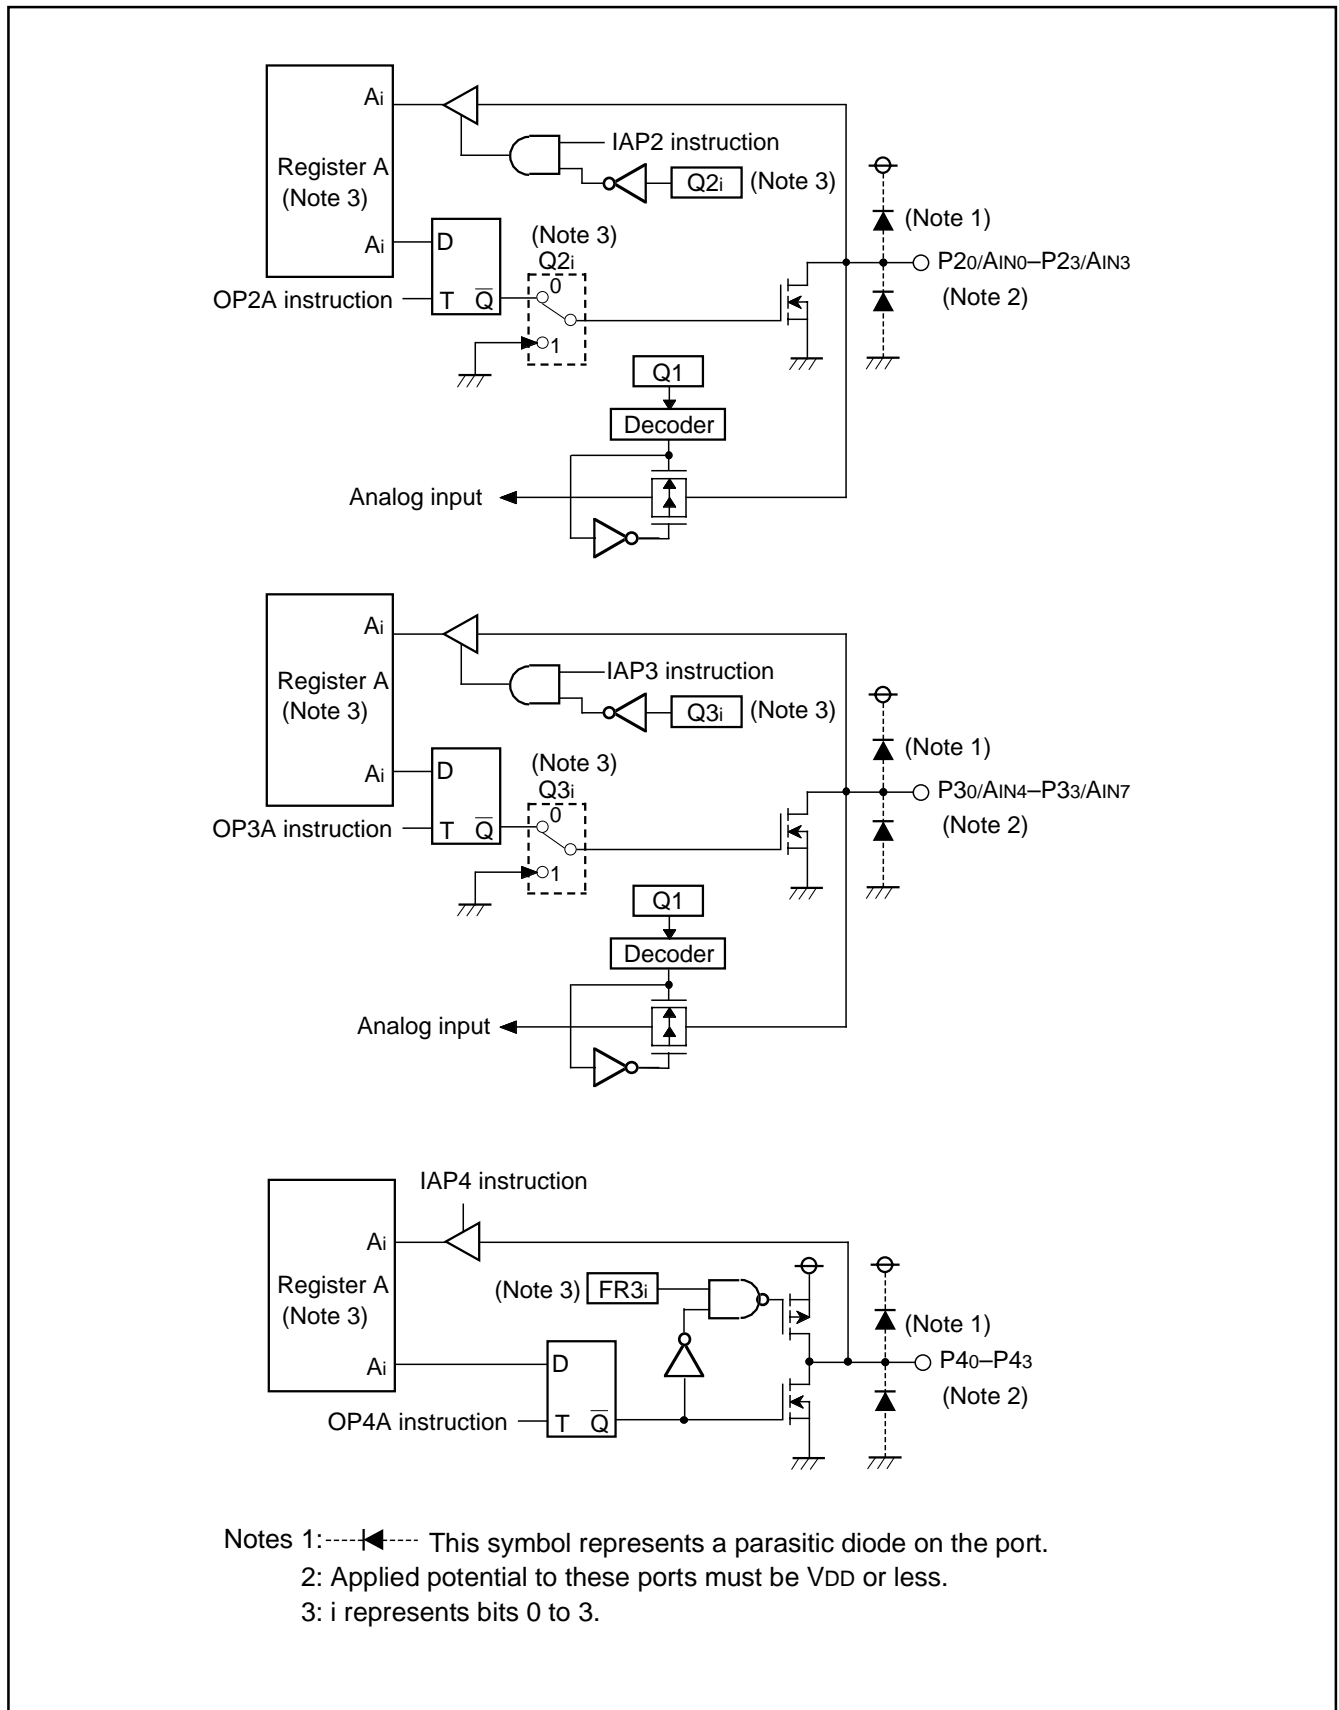 Ai
IAP2 instruction
Register A
(Note 3)
Q2i
(Note 3)
(Note 1)
Ai
D
(Note 3)
Q2i
0
P20/AIN0–P23/AIN3
(Note 2)
OP2A instruction
T
Q
1
Q1
Decoder
Analog input
Ai
IAP3 instruction
Register A
(Note 3)
Q3i
(Note 3)
(Note 1)
Ai
D
(Note 3)
Q3i
0
P30/AIN4–P33/AIN7
(Note 2)
OP3A instruction
T
Q
1
Q1
Decoder
Analog input
IAP4 instruction
Ai
Register A
(Note 3)
(Note 3)
FR3i
(Note 1)
Ai
D
P40–P43
(Note 2)
OP4A instruction
T
Q
Notes 1: This symbol represents a parasitic diode on the port.
2: Applied potential to these ports must be VDD or less.
3: i represents bits 0 to 3.